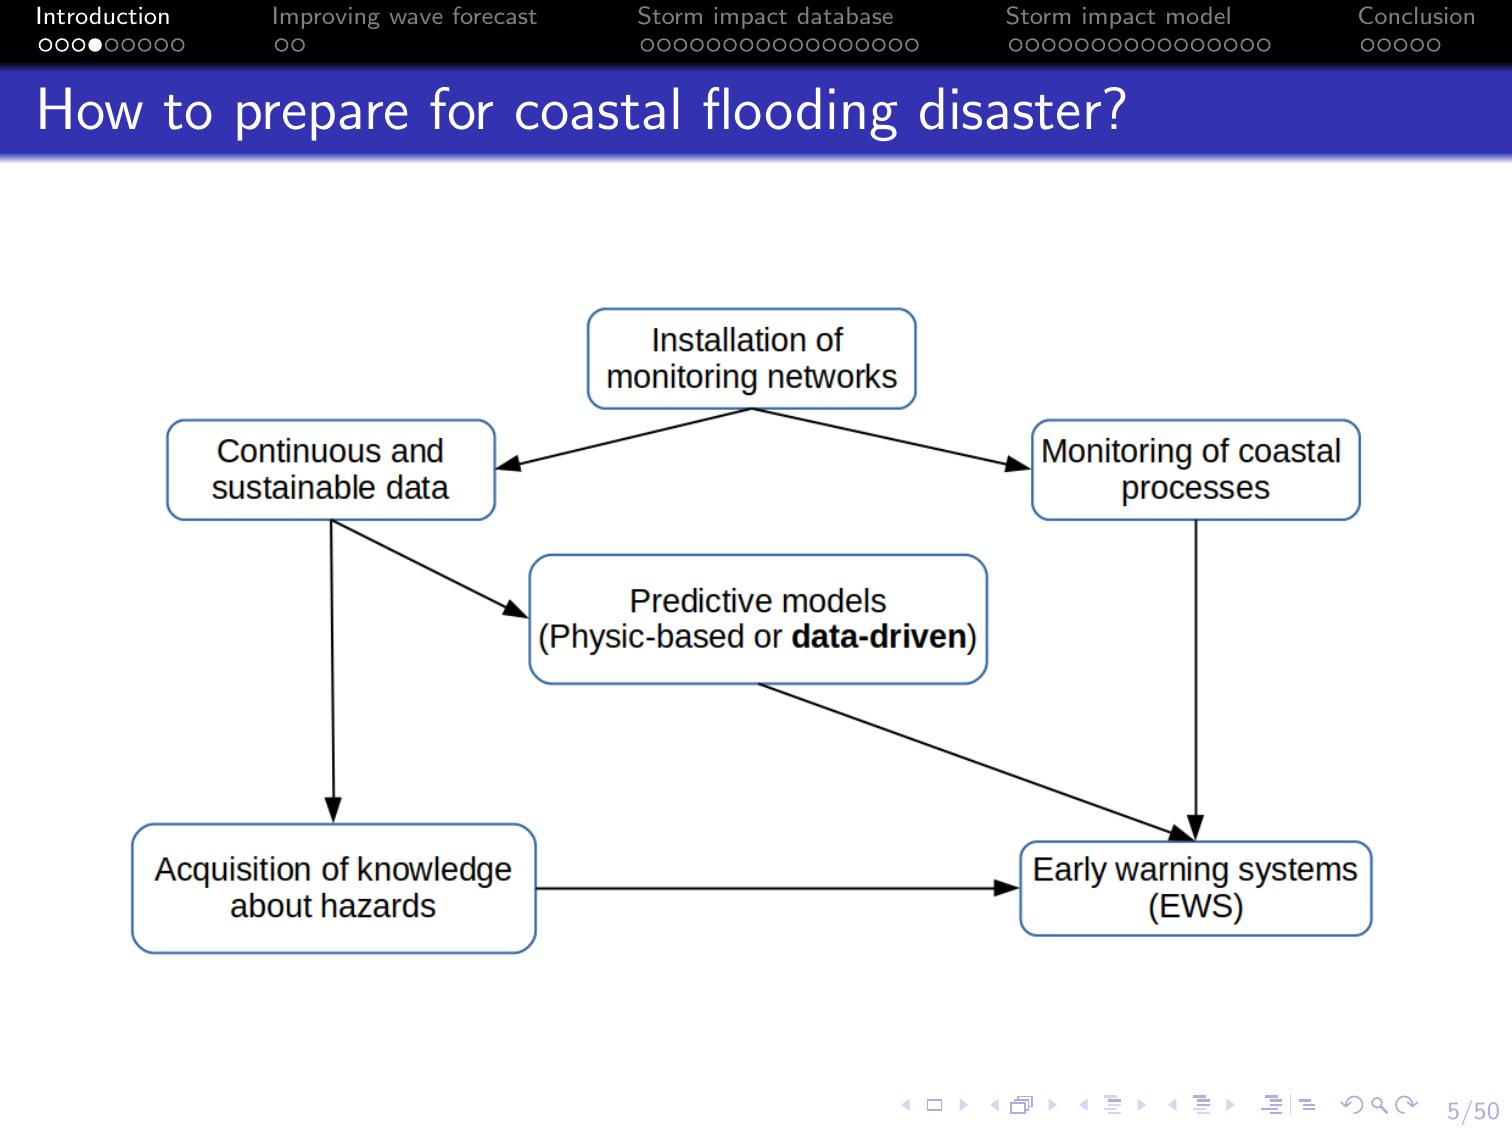 Introduction
Improving wave forecast
Storm impact database
Storm impact model
Conclusion
How to prepare for coastal flooding disaster?
Installation of
monitoring networks
Continuous and
sustainable data
Monitoring of coastal
processes
Predictive models
(Physic-based or data-driven)
Acquisition of knowledge
about hazards
Early warning systems
(EWS)
5/50